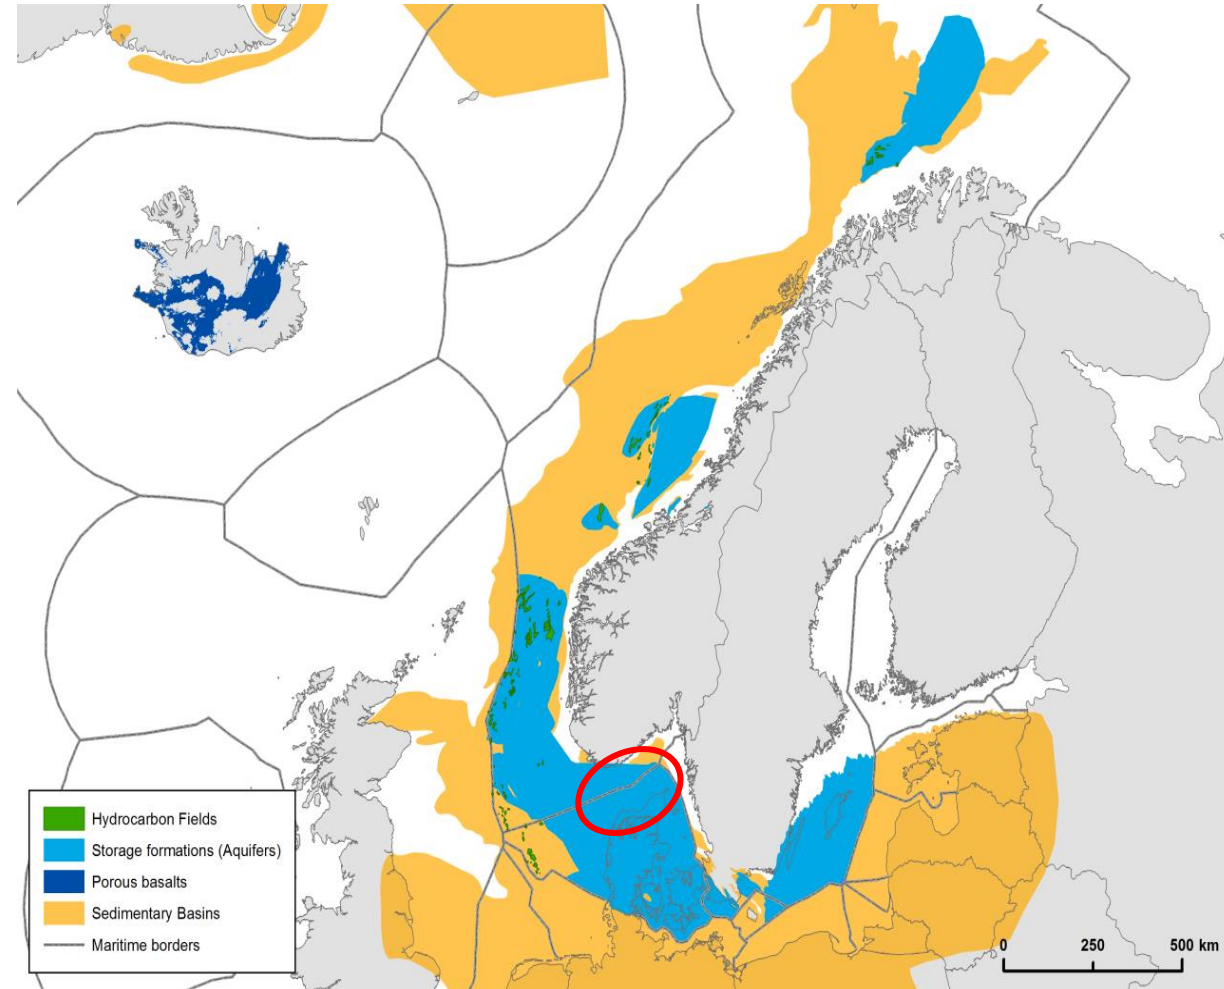 Hydrocarbon Fields
Storage formations (Aquifers)
Porous basalts
Sedimentary Basins
Maritime borders
0 250 500 km